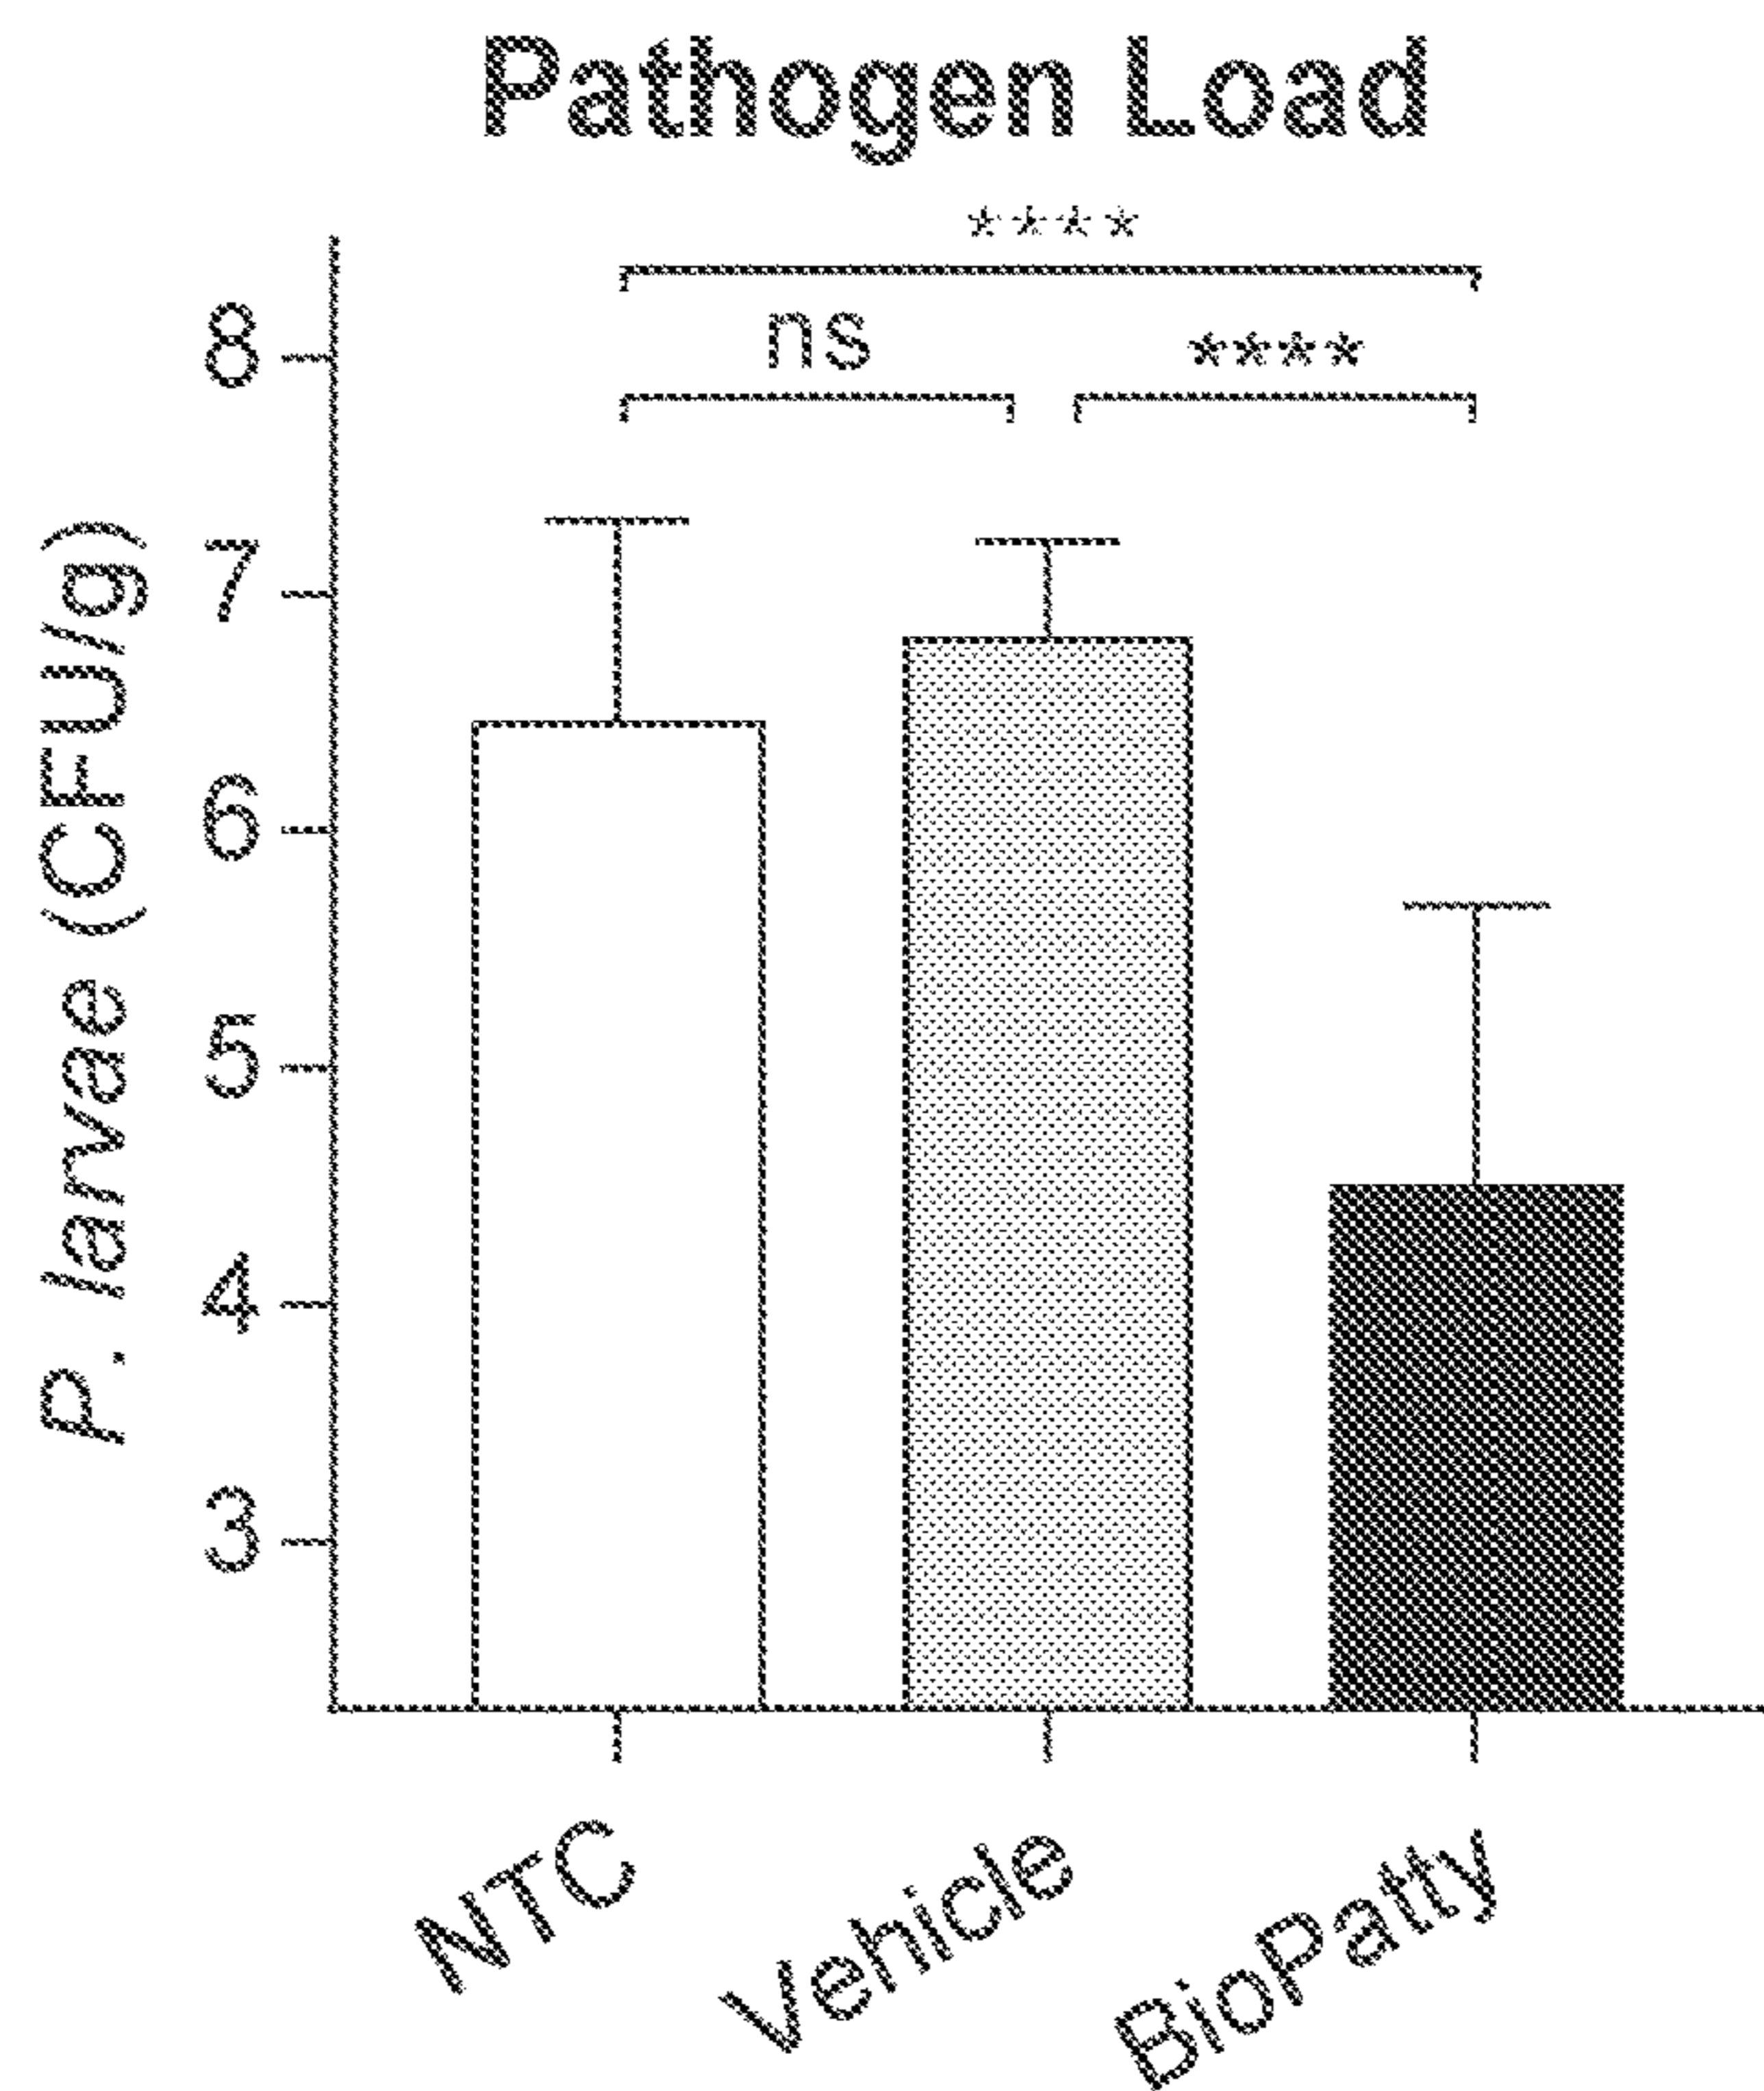 Pathogen Load
****
ns
****
P. larvae (CFU/g)
8
7
6
5
4
3
NTC
Vehicle
BioPatty